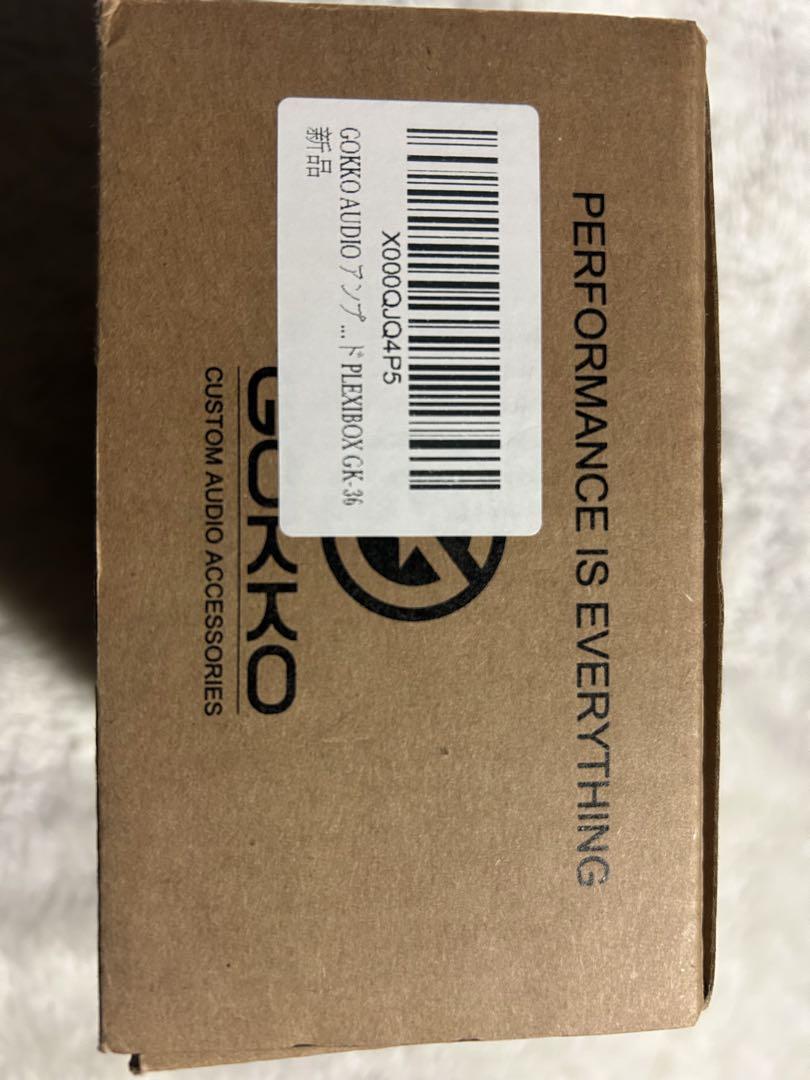 PERFORMANCE IS EVERYTHING
X000QJQ4P5
GOKKO AUDIO アンプ...ド PLEXIBOX GK-36
新品
GOKKO
CUSTOM AUDIO ACCESSORIES